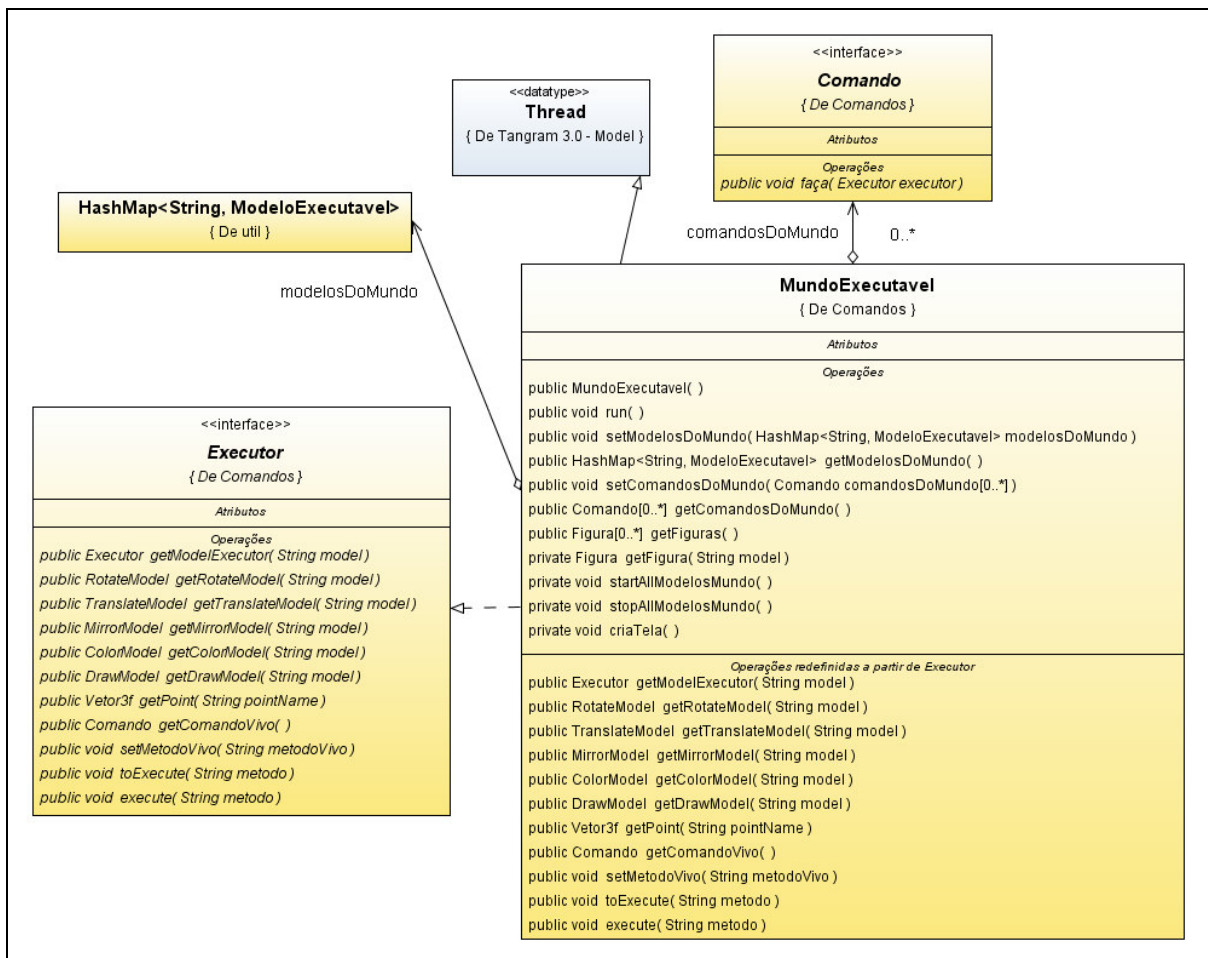 <<interface>>
Comando
{ De Comandos }
Atributos
Operações
public void faça( Executor executor )
<<datatype>>
Thread
{ De Tangram 3.0 - Model }
HashMap<String, ModeloExecutavel>
{ De util }
comandosDoMundo
0..*
modelosDoMundo
MundoExecutavel
{ De Comandos }
Atributos
Operações
public MundoExecutavel( )
public void run( )
public void setModelosDoMundo( HashMap<String, ModeloExecutavel> modelosDoMundo )
public HashMap<String, ModeloExecutavel> getModelosDoMundo( )
public void setComandosDoMundo( Comando comandosDoMundo[0..*] )
public Comando[0..*] getComandosDoMundo( )
public Figura[0..*] getFiguras( )
private Figura getFigura( String model )
private void startAllModelosMundo( )
private void stopAllModelosMundo( )
private void criaTela( )
Operações redefinidas a partir de Executor
public Executor getModelExecutor( String model )
public RotateModel getRotateModel( String model )
public TranslateModel getTranslateModel( String model )
public MirrorModel getMirrorModel( String model )
public ColorModel getColorModel( String model )
public DrawModel getDrawModel( String model )
public Vetor3f getPoint( String pointName )
public Comando getComandoVivo( )
public void setMetodoVivo( String metodoVivo )
public void toExecute( String metodo )
public void execute( String metodo )
<<interface>>
Executor
{ De Comandos }
Atributos
Operações
public Executor getModelExecutor( String model )
public RotateModel getRotateModel( String model )
public TranslateModel getTranslateModel( String model )
public MirrorModel getMirrorModel( String model )
public ColorModel getColorModel( String model )
public DrawModel getDrawModel( String model )
public Vetor3f getPoint( String pointName )
public Comando getComandoVivo( )
public void setMetodoVivo( String metodoVivo )
public void toExecute( String metodo )
public void execute( String metodo )